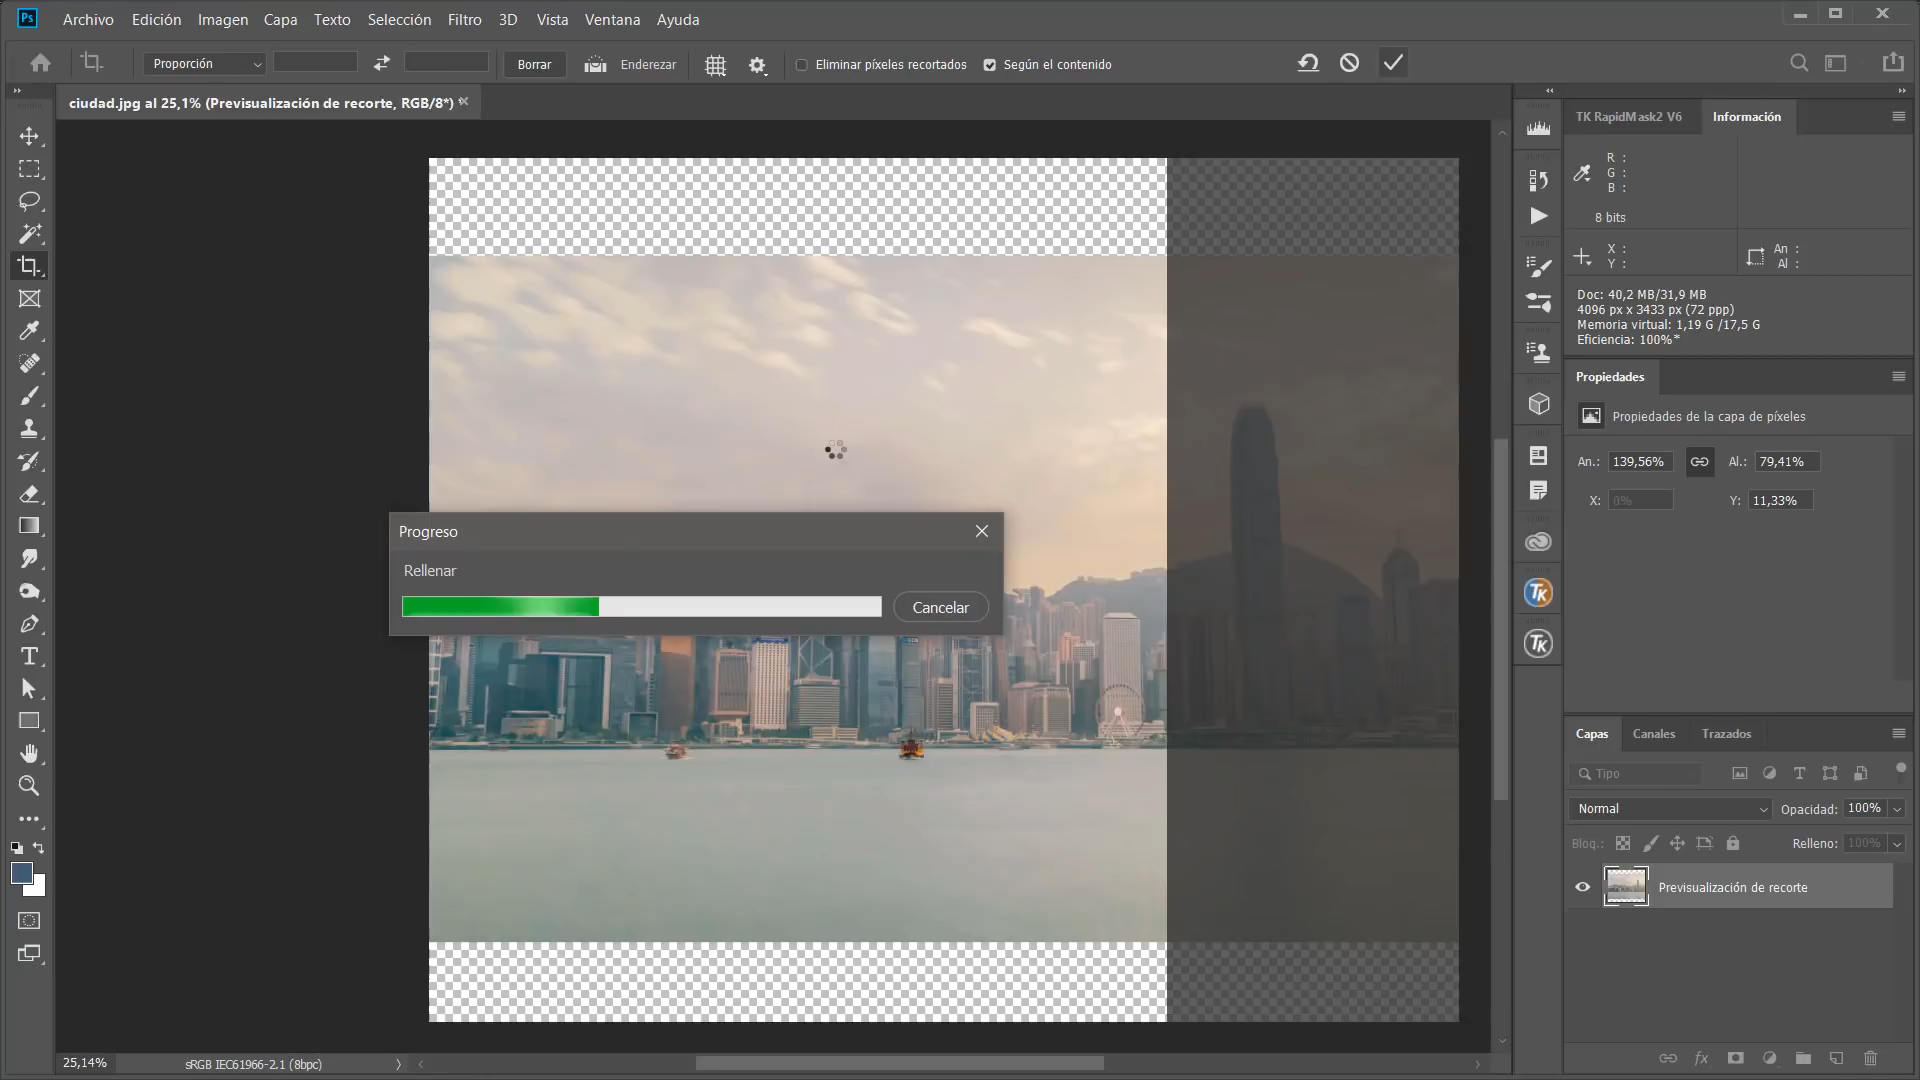 Ps Archivo Edición Imagen Capa Texto Selección Filtro 3D Vista Ventana Ayuda
Proporción Borrar Enderezar Eliminar píxeles recortados Según el contenido
ciudad.jpg al 25,1% (Previsualización de recorte, RGB/8*) *
TK RapidMask2 V6 Información
R :
G :
B :
8 bits
X :
Y :
An :
Al :
Doc: 40,2 MB/31,9 MB
4096 px x 3433 px (72 ppp)
Memoria virtual: 1,19 G /17,5 G
Eficiencia: 100%*
Propiedades
Propiedades de la capa de píxeles
An.: 139,56% Al.: 79,41%
X: 0% Y: 11,33%
Progreso
Rellenar
Cancelar
TK
TK
Capas Canales Trazados
Tipo
Normal Opacidad: 100%
Bloq.: Relleno: 100%
Previsualización de recorte
fx
25,14% sRGB IEC61966-2.1 (8bpc)